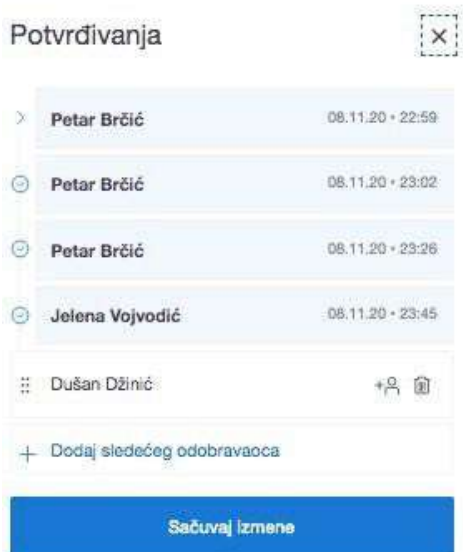 Potvrđivanja
Petar Brčić 08.11.20 • 22:59
Petar Brčić 08.11.20 • 23:02
Petar Brčić 08.11.20 • 23:26
Jelena Vojvodić 08.11.20 • 23:45
Dušan Džinić
Dodaj sledećeg odobravaoca
Sačuvaj izmene